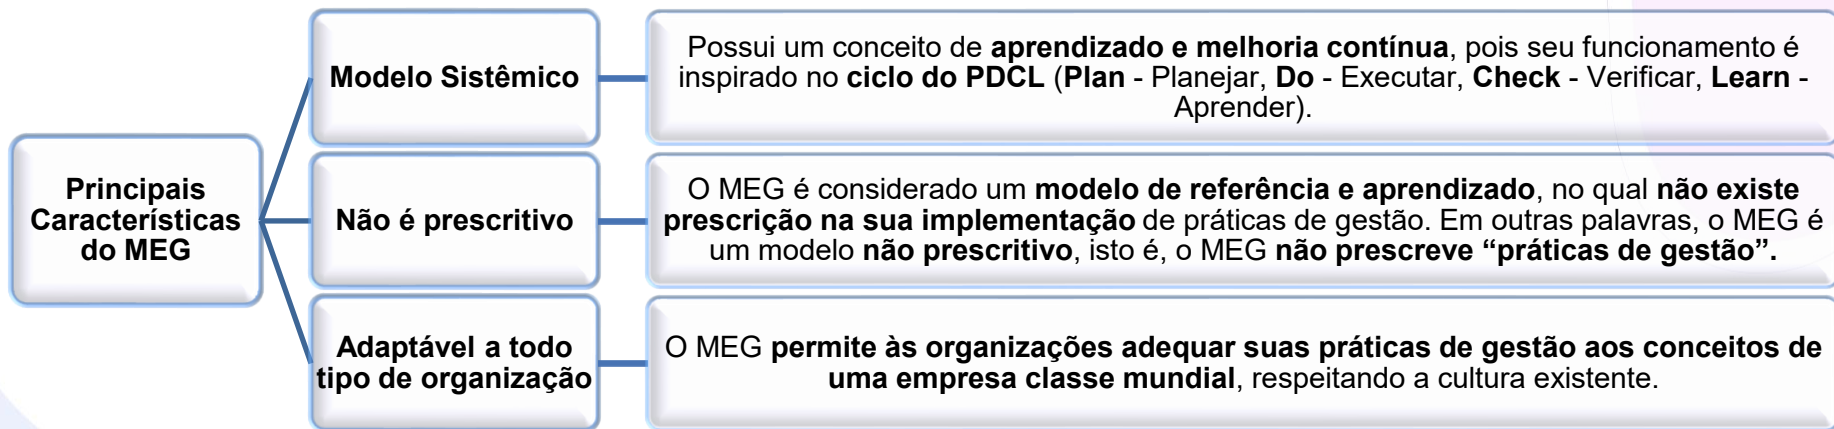 Principais
Características
do MEG
Modelo Sistêmico
Possui um conceito de aprendizado e melhoria contínua, pois seu funcionamento é
inspirado no ciclo do PDCL (Plan - Planejar, Do - Executar, Check - Verificar, Learn -
Aprender).
Não é prescritivo
O MEG é considerado um modelo de referência e aprendizado, no qual não existe
prescrição na sua implementação de práticas de gestão. Em outras palavras, o MEG é
um modelo não prescritivo, isto é, o MEG não prescreve “práticas de gestão”.
Adaptável a todo
tipo de organização
O MEG permite às organizações adequar suas práticas de gestão aos conceitos de
uma empresa classe mundial, respeitando a cultura existente.